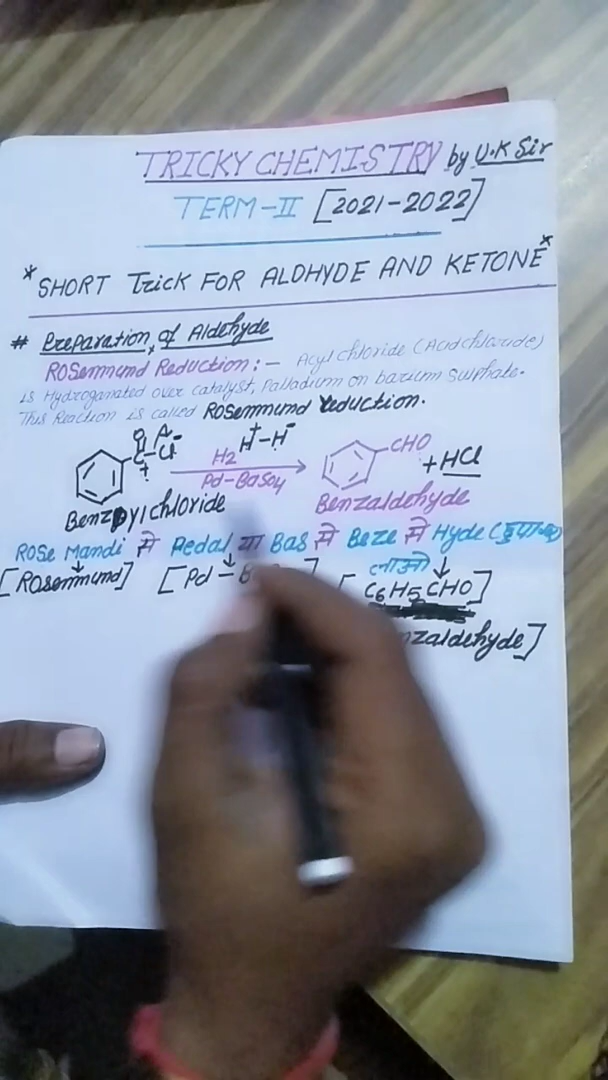 TRICKY CHEMISTRY by U.K Sir
TERM-II [2021-2022]
*SHORT Trick FOR ALDHYDE AND KETONE*
# Preparation of Aldehyde
ROSenmund Reduction:- Acyl chloride (Acid chloride)
is Hydroganated over catalyst, Palladium on barium sulphate.
This Reaction is called ROSenmund Reduction.
H2 H+-H-
Pd-BaSO4
CHO +HCl
Benzoylchloride Benzaldehyde
ROSe Mandi से Pedal या Bas से Beze से Hyde
लाओ
[ROSenmund] [Pd- C6H5CHO]
nzaldehyde]